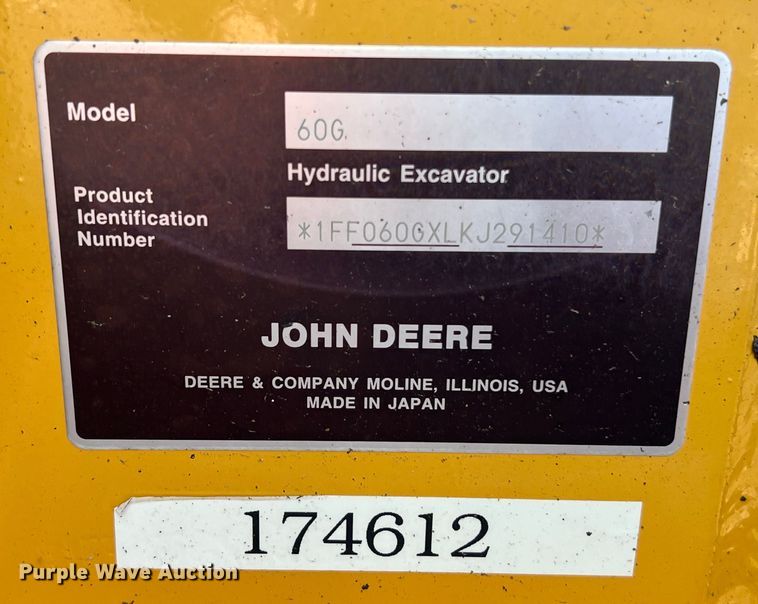 Model
60G
Hydraulic Excavator
Product
Identification
Number
*1FF060GXLKJ291410*
JOHN DEERE
DEERE & COMPANY MOLINE, ILLINOIS, USA
MADE IN JAPAN
174612
Purple Wave Auction